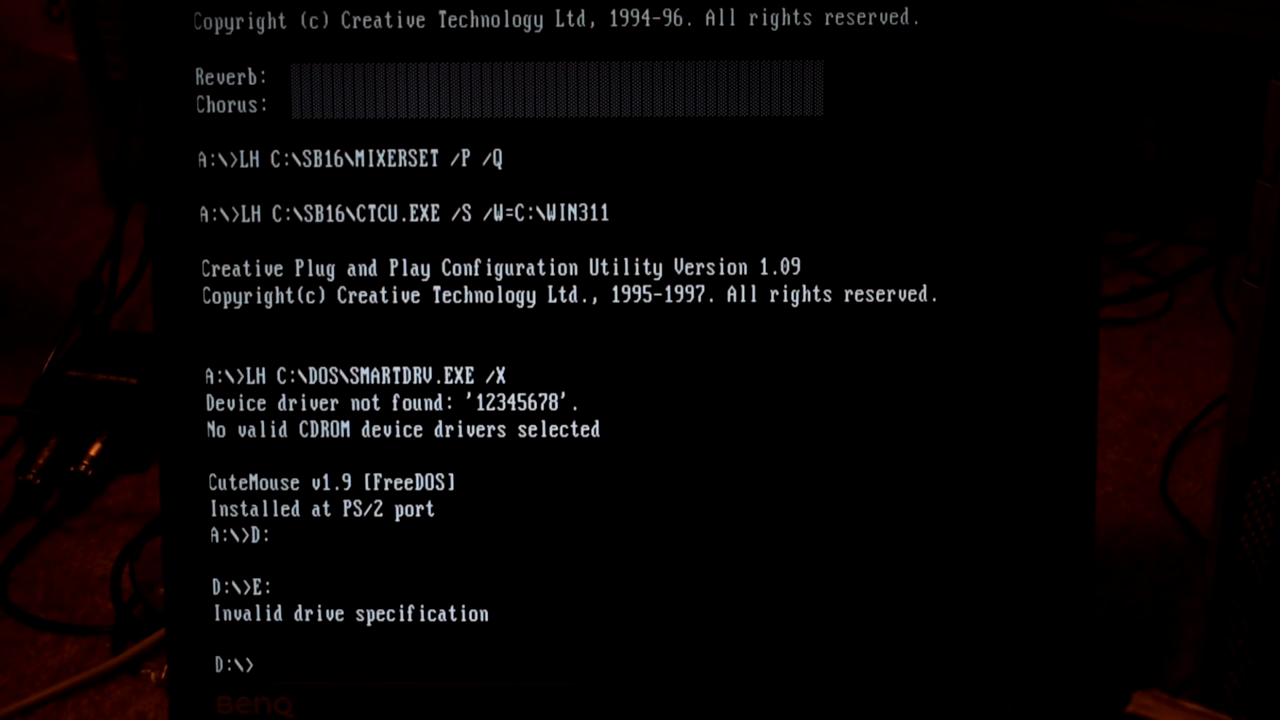 Copyright (c) Creative Technology Ltd, 1994-96. All rights reserved.
Reverb:
Chorus:
A:\>LH C:\SB16\MIXERSET /P /Q
A:\>LH C:\SB16\CTCU.EXE /S /W=C:\WIN311
Creative Plug and Play Configuration Utility Version 1.09
Copyright(c) Creative Technology Ltd., 1995-1997. All rights reserved.
A:\>LH C:\DOS\SMARTDRV.EXE /X
Device driver not found: '12345678'.
No valid CDROM device drivers selected
CuteMouse v1.9 [FreeDOS]
Installed at PS/2 port
A:\>D:
D:\>E:
Invalid drive specification
D:\>
BenQ